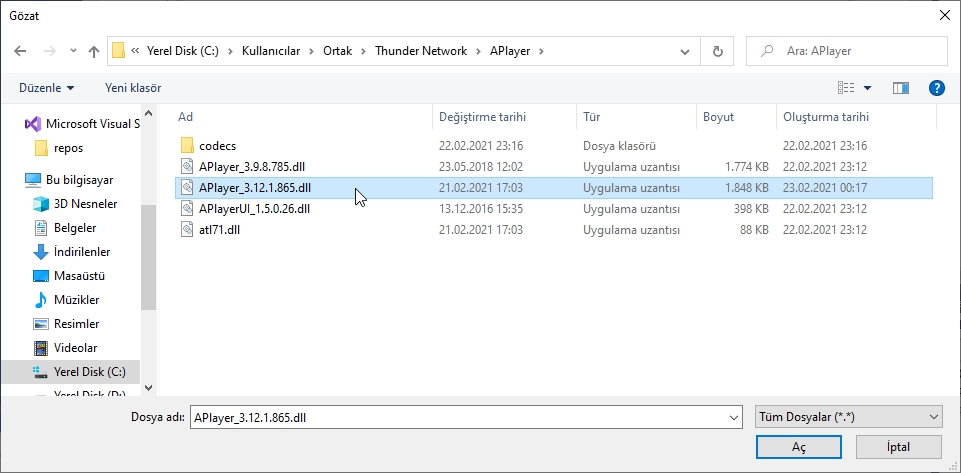 Gözat
« Yerel Disk (C:) › Kullanıcılar › Ortak › Thunder Network › APlayer ›
Ara: APlayer
Düzenle
Yeni klasör
?
Microsoft Visual S
repos
Bu bilgisayar
3D Nesneler
Belgeler
İndirilenler
Masaüstü
Müzikler
Resimler
Videolar
Yerel Disk (C:)
Yerel Disk (D:)
Ad Değiştirme tarihi Tür Boyut Oluşturma tarihi
codecs 22.02.2021 23:16 Dosya klasörü 22.02.2021 23:16
APlayer_3.9.8.785.dll 23.05.2018 12:02 Uygulama uzantısı 1.774 KB 22.02.2021 23:12
APlayer_3.12.1.865.dll 21.02.2021 17:03 Uygulama uzantısı 1.848 KB 23.02.2021 00:17
APlayerUI_1.5.0.26.dll 13.12.2016 15:35 Uygulama uzantısı 398 KB 22.02.2021 23:12
atl71.dll 21.02.2021 17:03 Uygulama uzantısı 88 KB 22.02.2021 23:12
Dosya adı: APlayer_3.12.1.865.dll
Tüm Dosyalar (*.*)
Aç
İptal